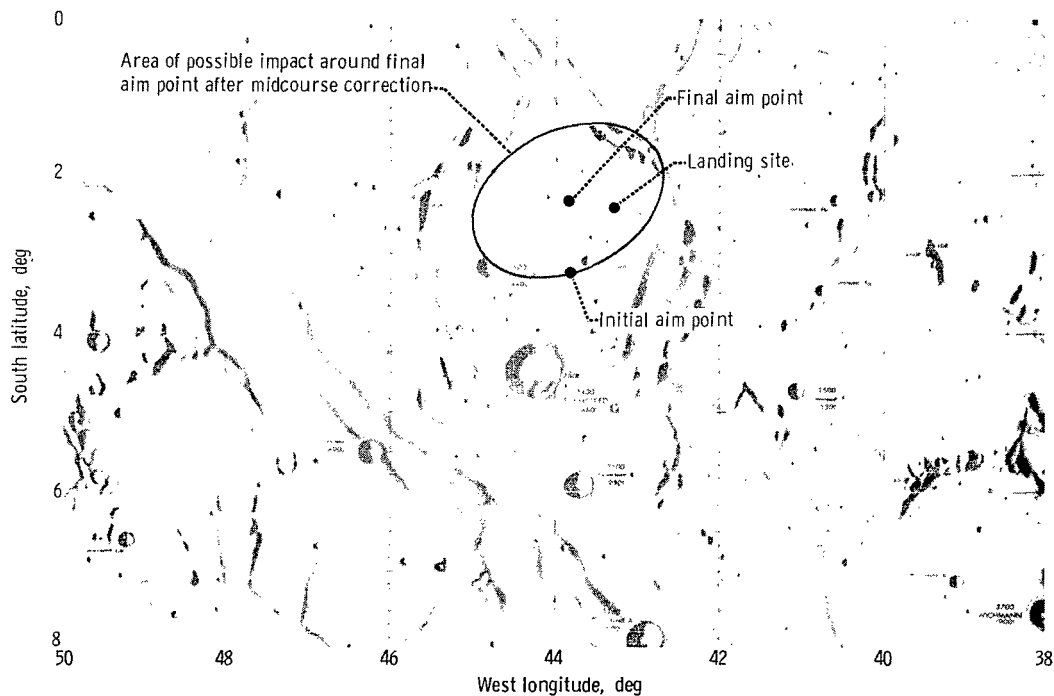 0
Area of possible impact around final
aim point after midcourse correction
Final aim point
2
Landing site
South latitude, deg
Initial aim point
4
6
8
50
48
46
44
42
40
38
West longitude, deg